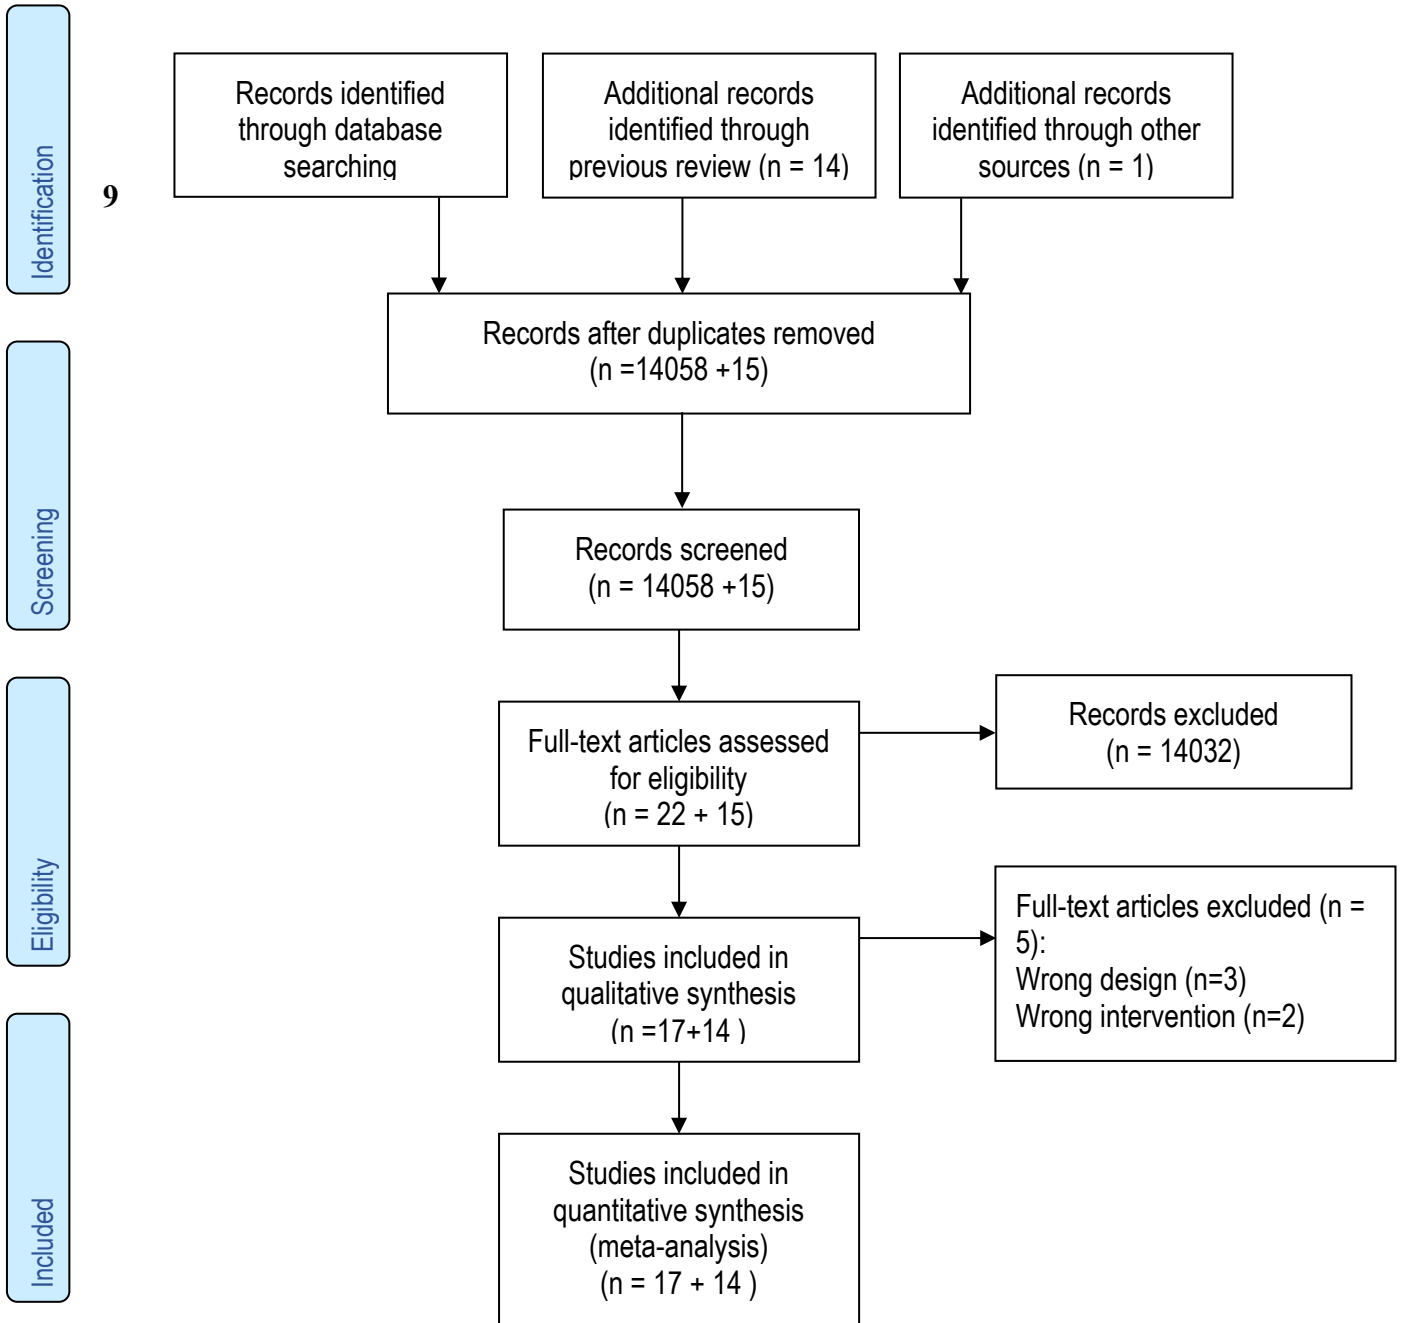 Identification
9
Records identified
through database
searching
Additional records
identified through
previous review (n = 14)
Additional records
identified through other
sources (n = 1)
Records after duplicates removed
(n =14058 +15)
Screening
Records screened
(n = 14058 +15)
Eligibility
Full-text articles assessed
for eligibility
(n = 22 + 15)
Records excluded
(n = 14032)
Studies included in
qualitative synthesis
(n =17+14 )
Full-text articles excluded (n =
5):
Wrong design (n=3)
Wrong intervention (n=2)
Included
Studies included in
quantitative synthesis
(meta-analysis)
(n = 17 + 14 )